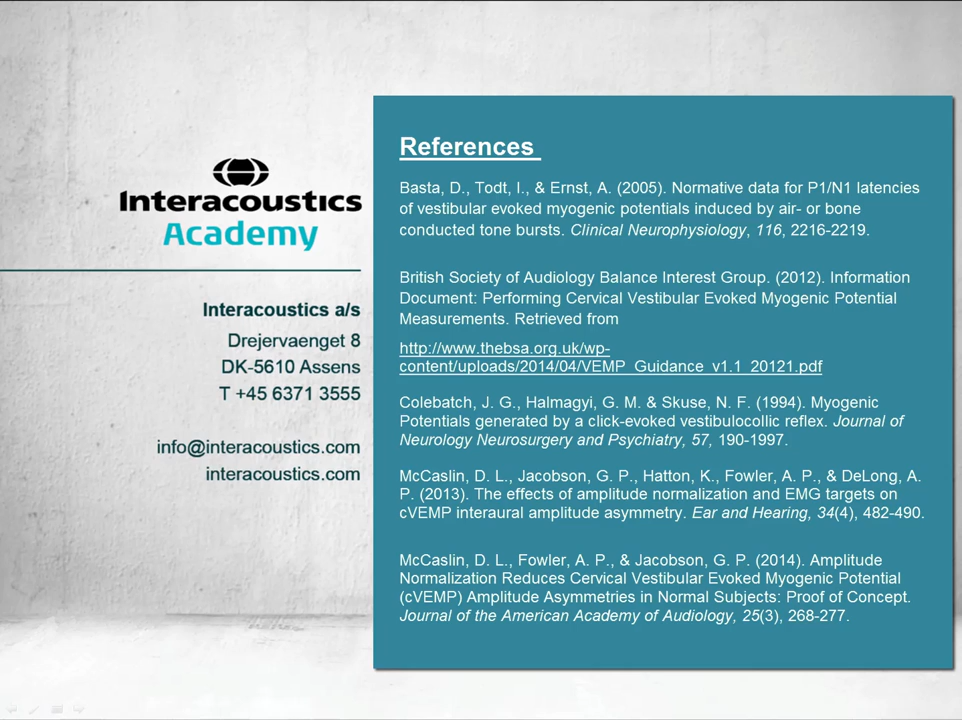 Interacoustics
Academy
Interacoustics a/s
Drejervaenget 8
DK-5610 Assens
T +45 6371 3555
info@interacoustics.com
interacoustics.com
References
Basta, D., Todt, I., & Ernst, A. (2005). Normative data for P1/N1 latencies
of vestibular evoked myogenic potentials induced by air- or bone
conducted tone bursts. Clinical Neurophysiology, 116, 2216-2219.
British Society of Audiology Balance Interest Group. (2012). Information
Document: Performing Cervical Vestibular Evoked Myogenic Potential
Measurements. Retrieved from
http://www.thebsa.org.uk/wp-
content/uploads/2014/04/VEMP_Guidance_v1.1_20121.pdf
Colebatch, J. G., Halmagyi, G. M. & Skuse, N. F. (1994). Myogenic
Potentials generated by a click-evoked vestibulocollic reflex. Journal of
Neurology Neurosurgery and Psychiatry, 57, 190-1997.
McCaslin, D. L., Jacobson, G. P., Hatton, K., Fowler, A. P., & DeLong, A.
P. (2013). The effects of amplitude normalization and EMG targets on
cVEMP interaural amplitude asymmetry. Ear and Hearing, 34(4), 482-490.
McCaslin, D. L., Fowler, A. P., & Jacobson, G. P. (2014). Amplitude
Normalization Reduces Cervical Vestibular Evoked Myogenic Potential
(cVEMP) Amplitude Asymmetries in Normal Subjects: Proof of Concept.
Journal of the American Academy of Audiology, 25(3), 268-277.